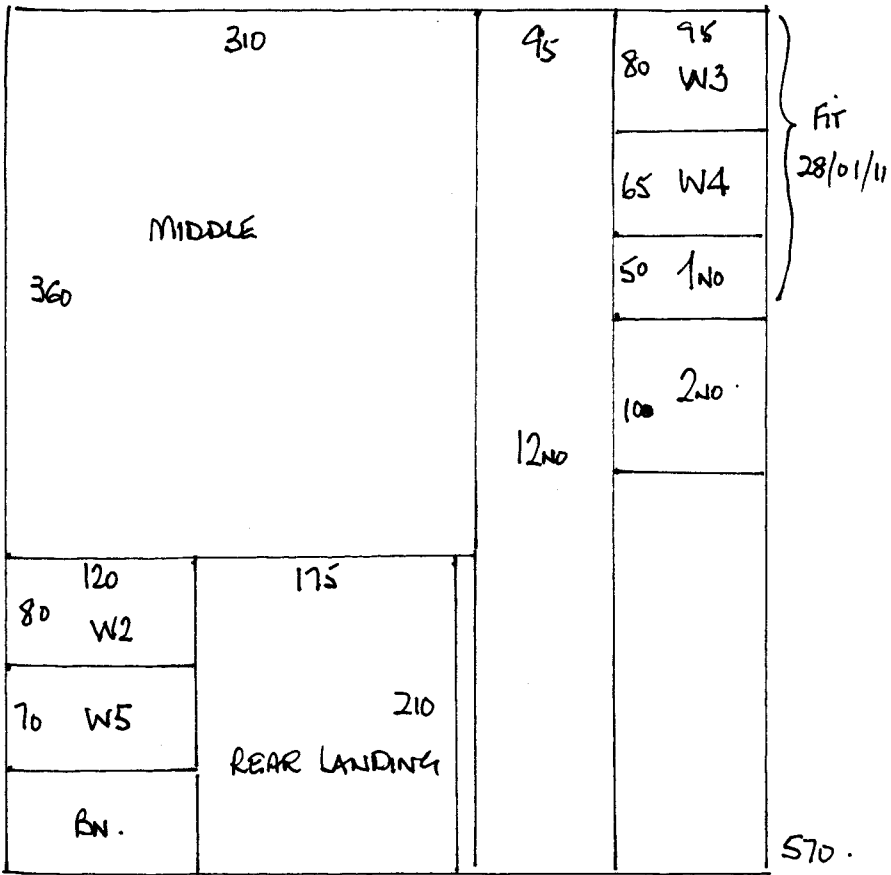 310
95
95
80 W3
FIT
28/01/11
65 W4
MIDDLE
50 1NO
360
100 2NO.
12NO
120
175
80 W2
70 W5
210
REAR LANDING
BN.
570.